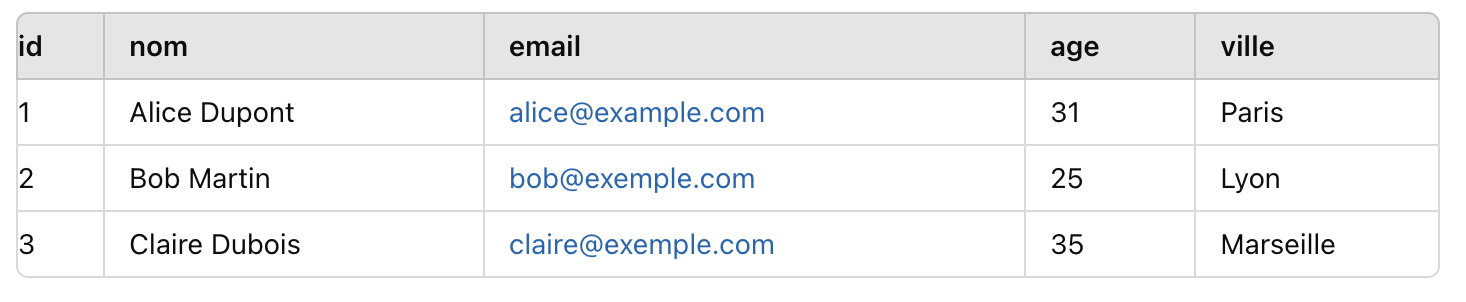 id nom email age ville
1 Alice Dupont alice@example.com 31 Paris
2 Bob Martin bob@exemple.com 25 Lyon
3 Claire Dubois claire@exemple.com 35 Marseille